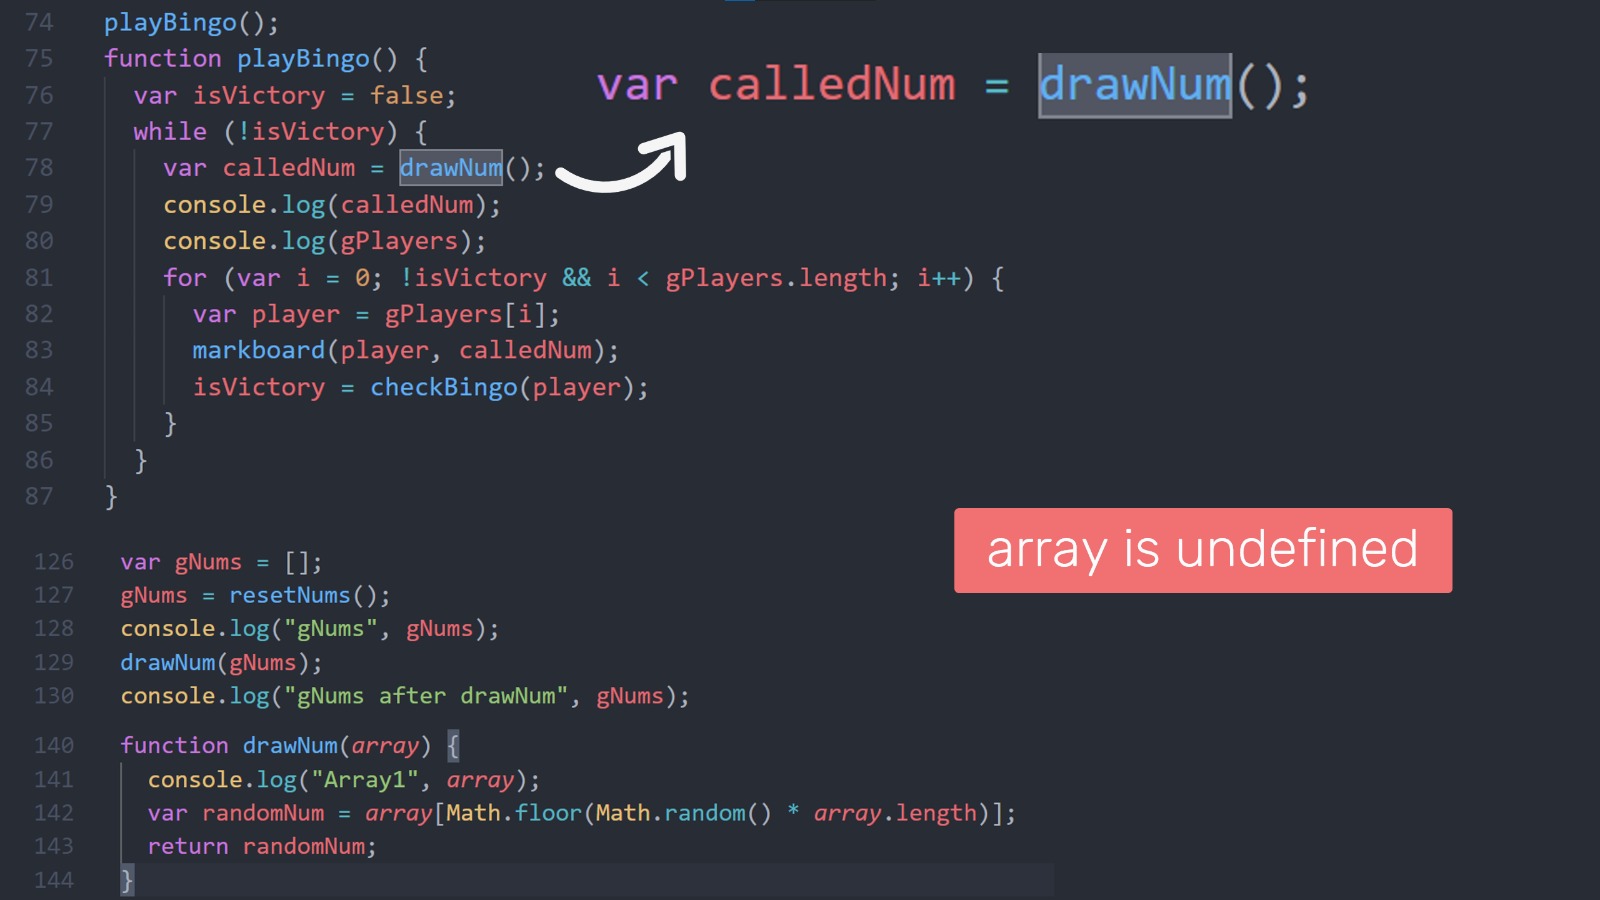 74 playBingo();
75 function playBingo() {
76 var isVictory = false;
77 while (!isVictory) {
78 var calledNum = drawNum();
79 console.log(calledNum);
80 console.log(gPlayers);
81 for (var i = 0; !isVictory && i < gPlayers.length; i++) {
82 var player = gPlayers[i];
83 markboard(player, calledNum);
84 isVictory = checkBingo(player);
85 }
86 }
87 }
var calledNum = drawNum();
array is undefined
126 var gNums = [];
127 gNums = resetNums();
128 console.log("gNums", gNums);
129 drawNum(gNums);
130 console.log("gNums after drawNum", gNums);
140 function drawNum(array) {
141 console.log("Array1", array);
142 var randomNum = array[Math.floor(Math.random() * array.length)];
143 return randomNum;
144 }